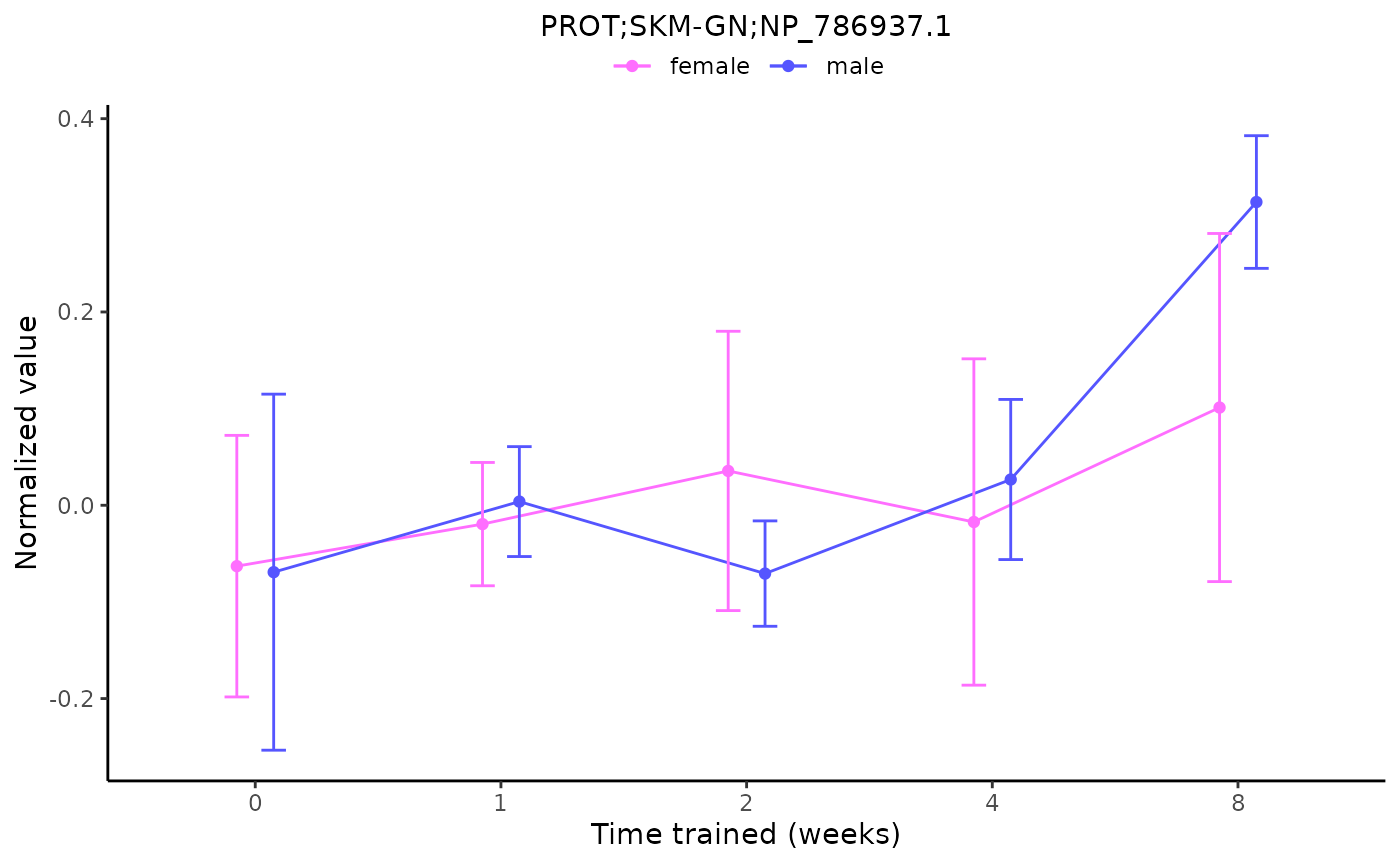 PROT;SKM-GN;NP_786937.1
female male
0.4
0.2
0.0
-0.2
Normalized value
0 1 2 4 8
Time trained (weeks)